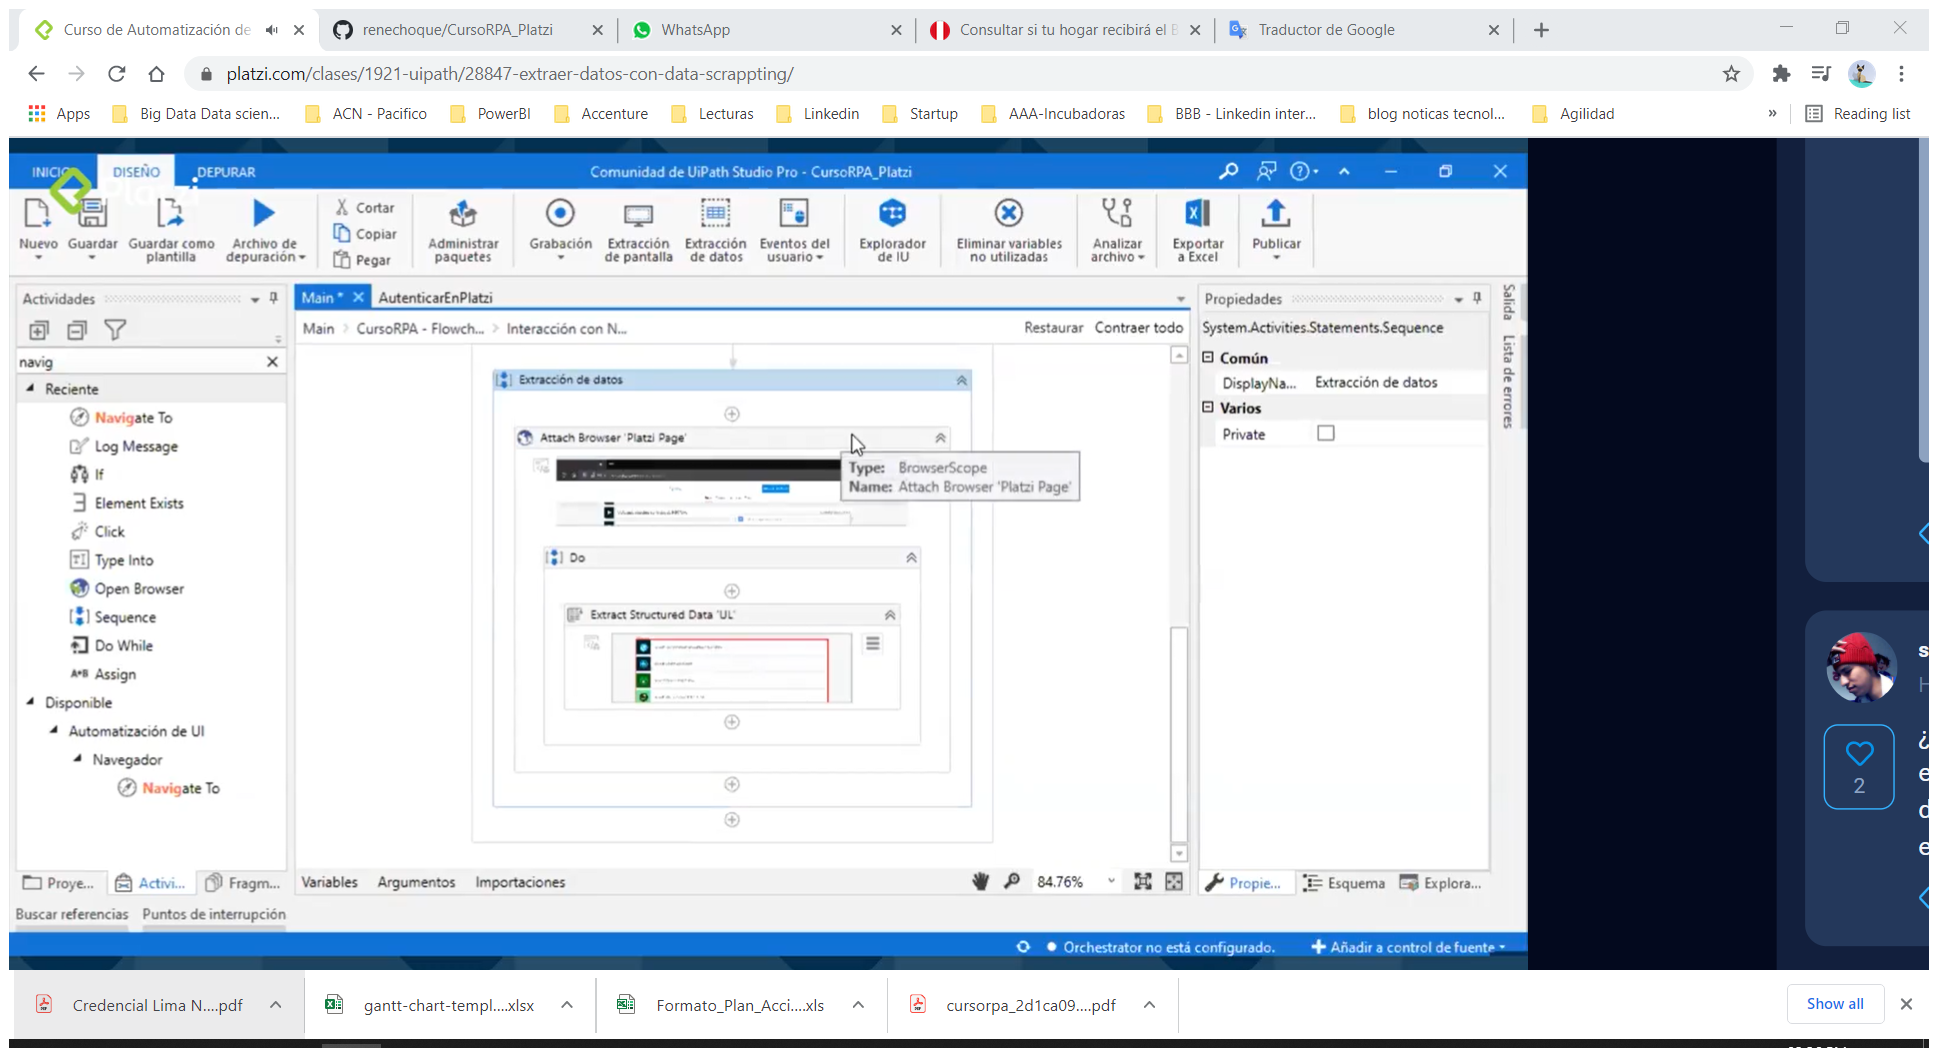 Curso de Automatización de
renechoque/CursoRPA_Platzi
WhatsApp
Consultar si tu hogar recibirá el B
Traductor de Google
platzi.com/clases/1921-uipath/28847-extraer-datos-con-data-scrappting/
Apps
Big Data Data scien...
ACN - Pacifico
PowerBI
Accenture
Lecturas
Linkedin
Startup
AAA-Incubadoras
BBB - Linkedin inter...
blog noticas tecnol...
Agilidad
»
Reading list
INICIO
DISEÑO
DEPURAR
Comunidad de UiPath Studio Pro - CursoRPA_Platzi
Platzi
Nuevo
Guardar
Guardar como
plantilla
Archivo de
depuración
Cortar
Copiar
Pegar
Administrar
paquetes
Grabación
Extracción
de pantalla
Extracción
de datos
Eventos del
usuario
Explorador
de IU
Eliminar variables
no utilizadas
Analizar
archivo
Exportar
a Excel
Publicar
Actividades
navig
Reciente
Navigate To
Log Message
If
Element Exists
Click
Type Into
Open Browser
Sequence
Do While
A*B Assign
Disponible
Automatización de UI
Navegador
Navigate To
Proye...
Activi...
Fragm...
Main *
AutenticarEnPlatzi
Main > CursoRPA - Flowch... > Interacción con N...
Restaurar
Contraer todo
Extracción de datos
Attach Browser 'Platzi Page'
Type: BrowserScope
Name: Attach Browser 'Platzi Page'
Do
Extract Structured Data 'UL'
Variables
Argumentos
Importaciones
84.76%
Propiedades
System.Activities.Statements.Sequence
Común
DisplayNa...
Extracción de datos
Varios
Private
Propie...
Esquema
Explora...
Salida
Lista de errores
Buscar referencias
Puntos de interrupción
Orchestrator no está configurado.
Añadir a control de fuente
s
H
2
¿
e
d
e
Credencial Lima N....pdf
gantt-chart-templ....xlsx
Formato_Plan_Acci....xls
cursorpa_2d1ca09....pdf
Show all